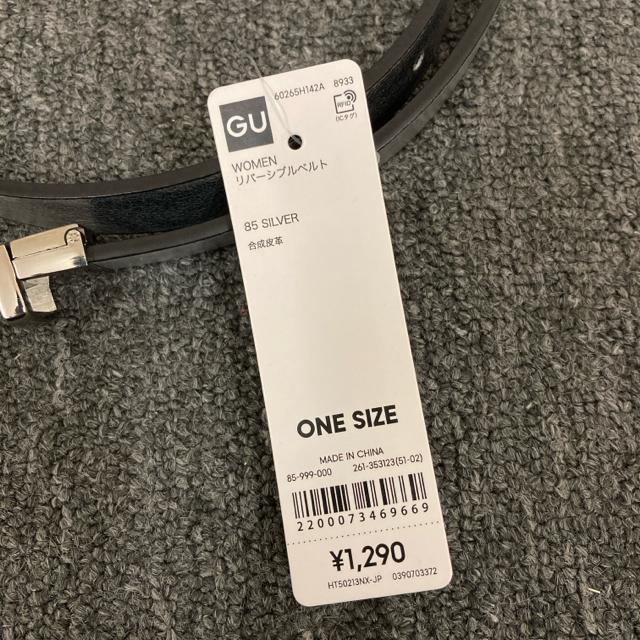 60265H142A 8933
GU
RFID
(ICタグ)
WOMEN
リバーシブルベルト
85 SILVER
合成皮革
ONE SIZE
MADE IN CHINA
85-999-000 261-353123(51-02)
2200073469669
¥1,290
HT50213NX-JP 0390703372